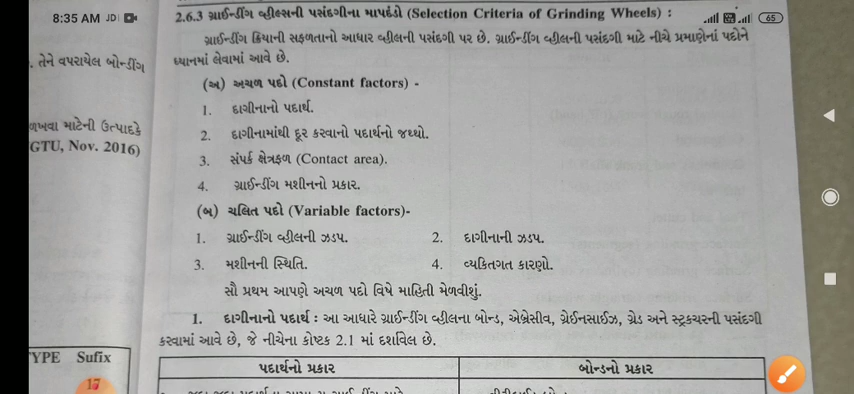 8:35 AM JD
65
2.6.3 ગ્રાઈન્ડીંગ વ્હીલ્સની પસંદગીના માપદંડો (Selection Criteria of Grinding Wheels) :
ગ્રાઈન્ડીંગ ક્રિયાની સફળતાનો આધાર વ્હીલની પસંદગી પર છે. ગ્રાઈન્ડીંગ વ્હીલની પસંદગી માટે નીચે પ્રમાણેનાં પદોને
ધ્યાનમાં લેવામાં આવે છે.
(અ) અચળ પદો (Constant factors) -
1. દાગીનાનો પદાર્થ.
2. દાગીનામાંથી દૂર કરવાનો પદાર્થનો જથ્થો.
3. સંપર્ક ક્ષેત્રફળ (Contact area).
4. ગ્રાઈન્ડીંગ મશીનનો પ્રકાર.
(બ) ચલિત પદો (Variable factors)-
1. ગ્રાઈન્ડીંગ વ્હીલની ઝડપ. 2. દાગીનાની ઝડપ.
3. મશીનની સ્થિતિ. 4. વ્યકિતગત કારણો.
સૌ પ્રથમ આપણે અચળ પદો વિષે માહિતી મેળવીશું.
1. દાગીનાનો પદાર્થ : આ આધારે ગ્રાઈન્ડીંગ વ્હીલના બોન્ડ, એબ્રેસીવ, ગ્રેઈનસાઈઝ, ગ્રેડ અને સ્ટ્રકચરની પસંદગી
કરવામાં આવે છે, જે નીચેના કોષ્ટક 2.1 માં દર્શાવેલ છે.
પદાર્થનો પ્રકાર બોન્ડનો પ્રકાર
. તેને વપરાયેલ બોન્ડીંગ
ળખવા માટેની ઉત્પાદકે
GTU, Nov. 2016)
YPE Sufix
17